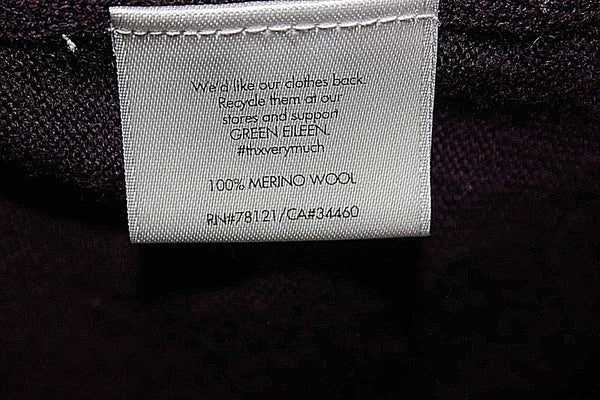 We'd like our clothes back.
Recycle them at our
stores and support
GREEN EILEEN.
#thxverymuch
100% MERINO WOOL
RN#78121/CA#34460